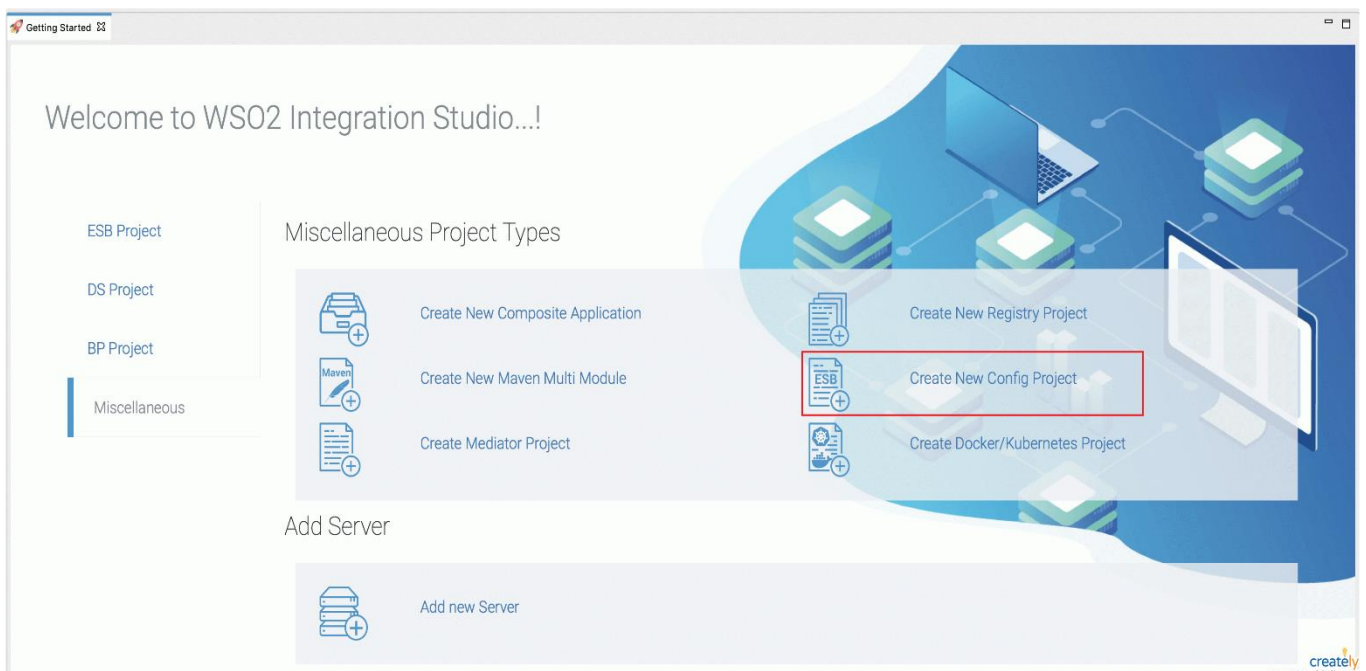 Getting Started
Welcome to WSO2 Integration Studio...!
ESB Project
DS Project
BP Project
Miscellaneous
Miscellaneous Project Types
Create New Composite Application
Create New Registry Project
Maven
Create New Maven Multi Module
ESB
Create New Config Project
Create Mediator Project
Create Docker/Kubernetes Project
Add Server
Add new Server
creately